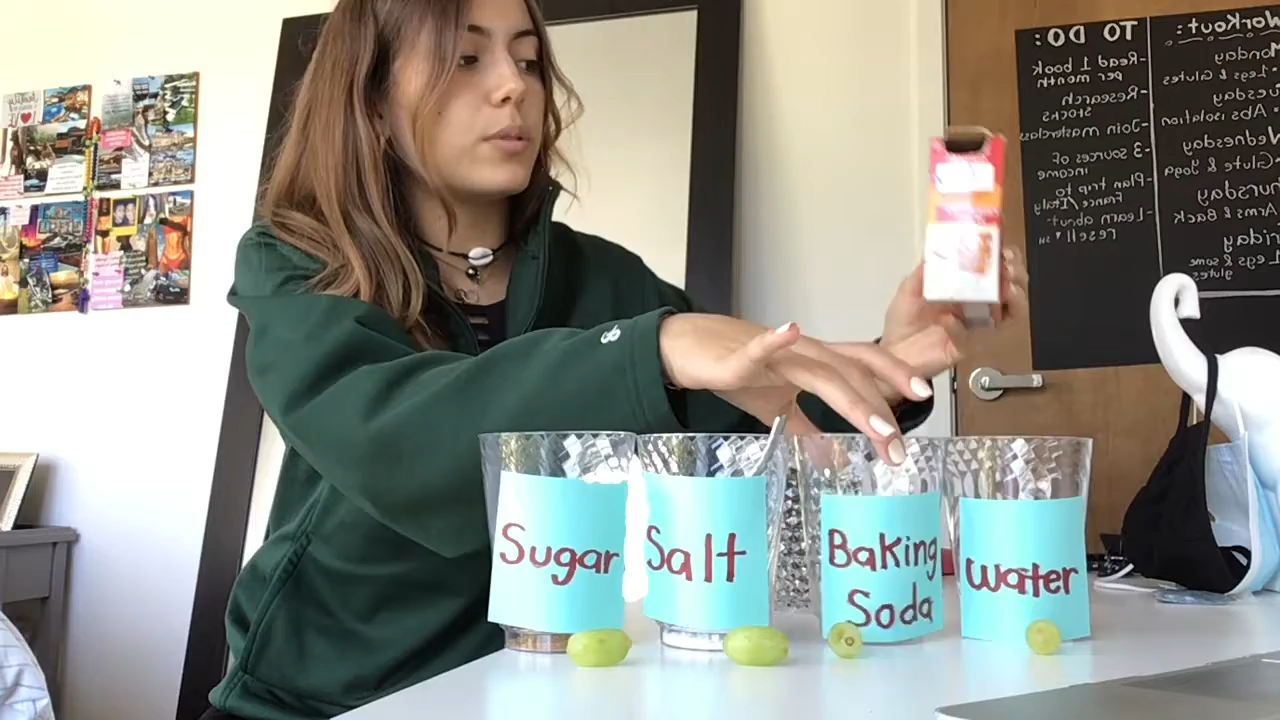 TO DO:
-Read 1 book
per month
-Research
stocks
-Join masterclass
-3 sources of
income
-Plan trip to
France/Italy
-Learn about
resell
Workout:
Monday
Legs & Glutes
Tuesday
Abs isolation
Wednesday
Glute & Yoga
Thursday
Arms & Back
Friday
Legs & some
glutes
Sugar
Salt
Baking
Soda
water